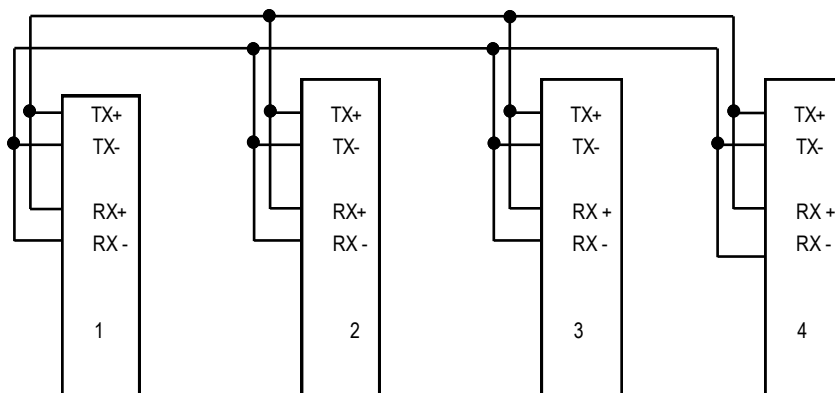 TX+
TX-
RX+
RX -
1
TX+
TX-
RX+
RX -
2
TX+
TX-
RX +
RX -
3
TX+
TX-
RX +
RX -
4